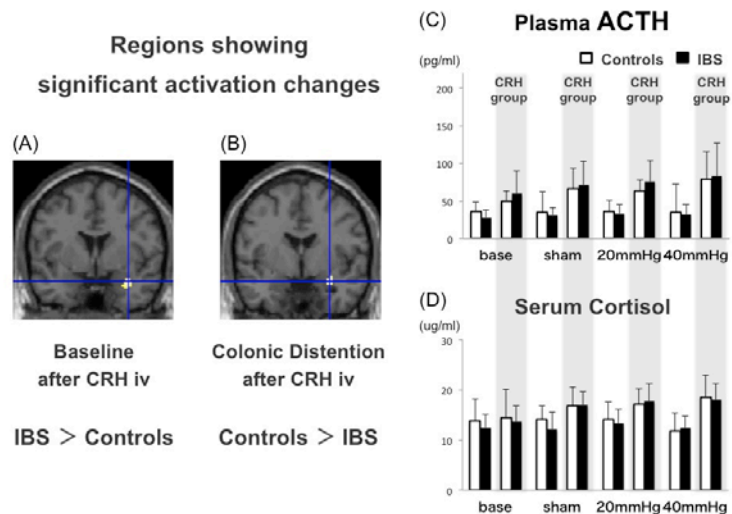 Regions showing
significant activation changes
(A)
(B)
Baseline
after CRH iv
Colonic Distention
after CRH iv
IBS > Controls
Controls > IBS
(C)
Plasma ACTH
(pg/ml)
Controls IBS
CRH group
CRH group
CRH group
CRH group
200
150
100
50
0
base sham 20mmHg 40mmHg
(D)
Serum Cortisol
(ug/ml)
30
20
10
0
base sham 20mmHg 40mmHg